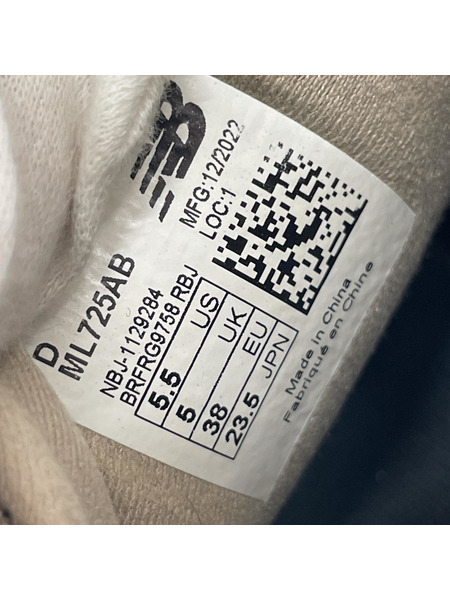 NB
MFG:12/2022
LOC:1
D
ML725AB
NBJ-1129284
BRFRG9758 RBJ
5.5 US
5 UK
38 EU
23.5 JPN
Made in China
Fabriqué en Chine